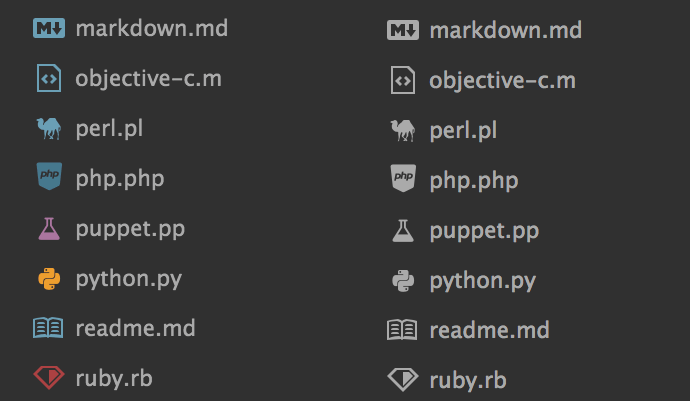 markdown.md markdown.md
objective-c.m objective-c.m
perl.pl perl.pl
php php.php php php.php
puppet.pp puppet.pp
python.py python.py
readme.md readme.md
ruby.rb ruby.rb